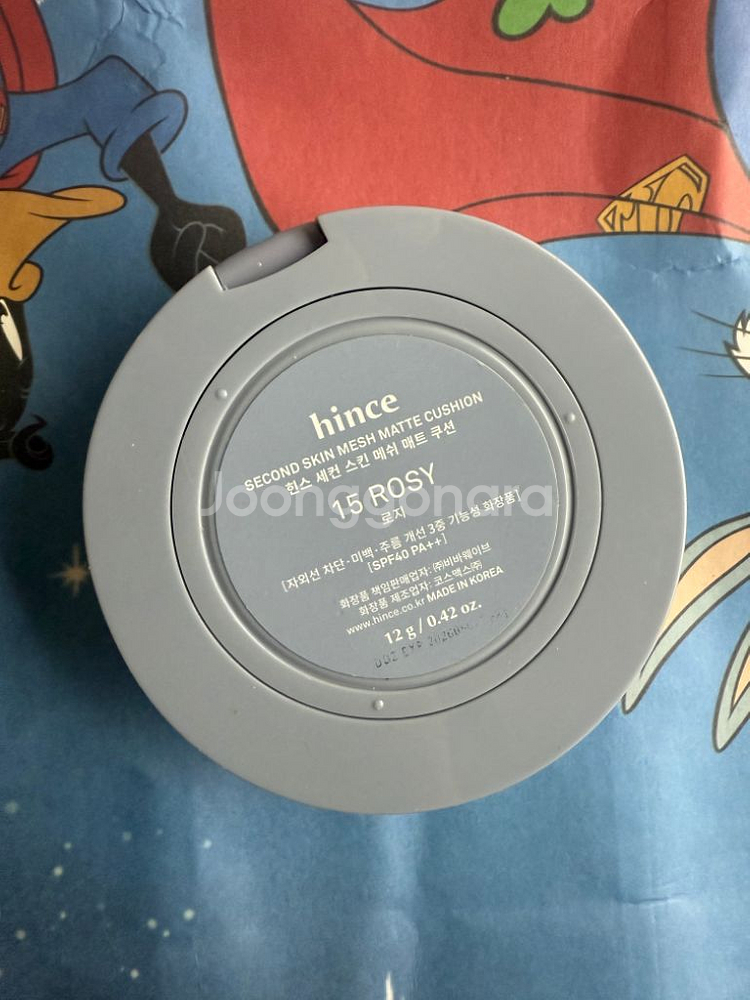 hince
SECOND SKIN MESH MATTE CUSHION
힌스 세컨 스킨 메쉬 매트 쿠션
15 ROSY
로지
Joonggonara
[자외선 차단·미백·주름 개선 3중 기능성 화장품]
[SPF40 PA++]
화장품 책임판매업자: ㈜비바웨이브
화장품 제조업자: 코스맥스㈜
www.hince.co.kr MADE IN KOREA
12 g / 0.42 oz.
EXP